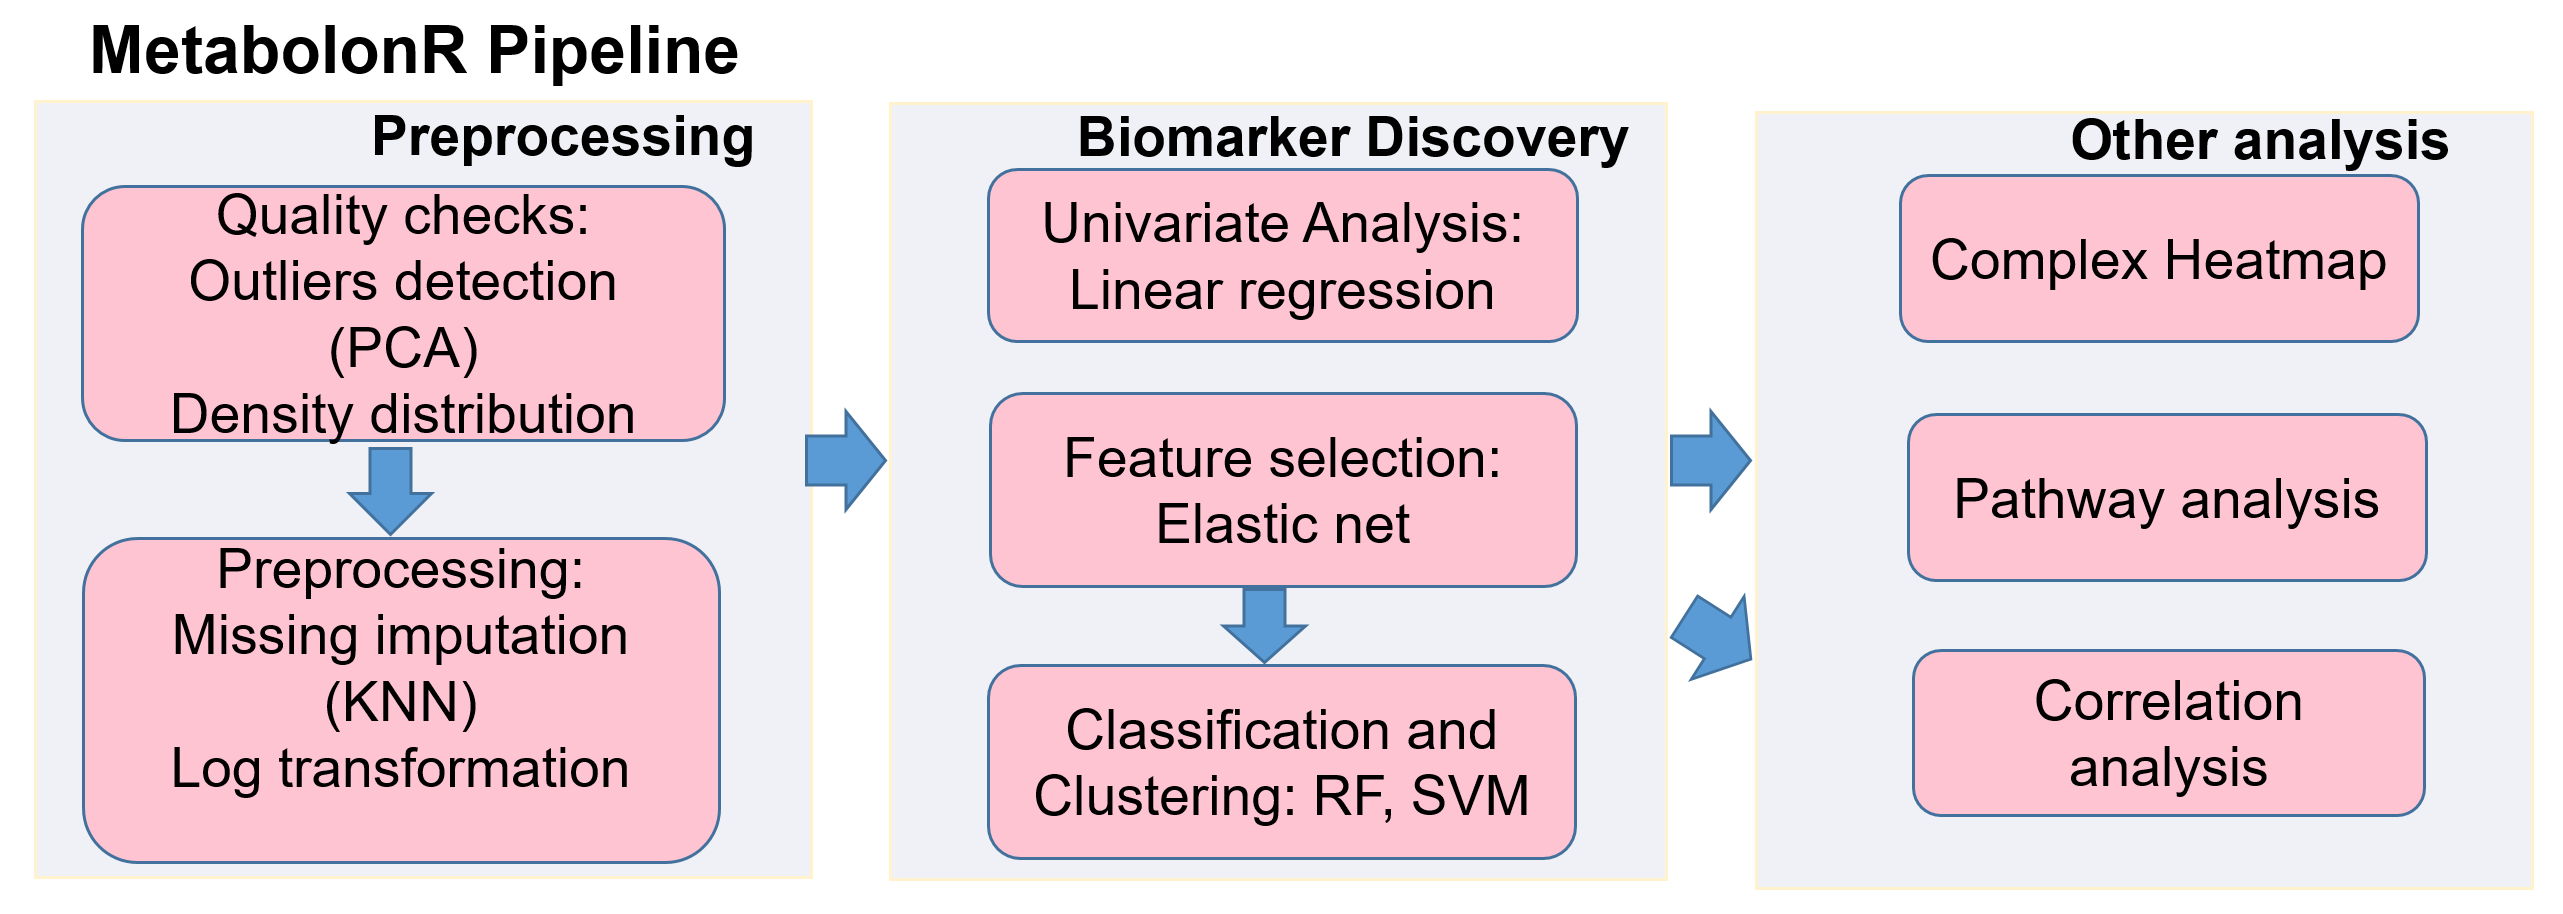 MetabolonR Pipeline
Preprocessing
Quality checks:
Outliers detection
(PCA)
Density distribution
Preprocessing:
Missing imputation
(KNN)
Log transformation
Biomarker Discovery
Univariate Analysis:
Linear regression
Feature selection:
Elastic net
Classification and
Clustering: RF, SVM
Other analysis
Complex Heatmap
Pathway analysis
Correlation
analysis